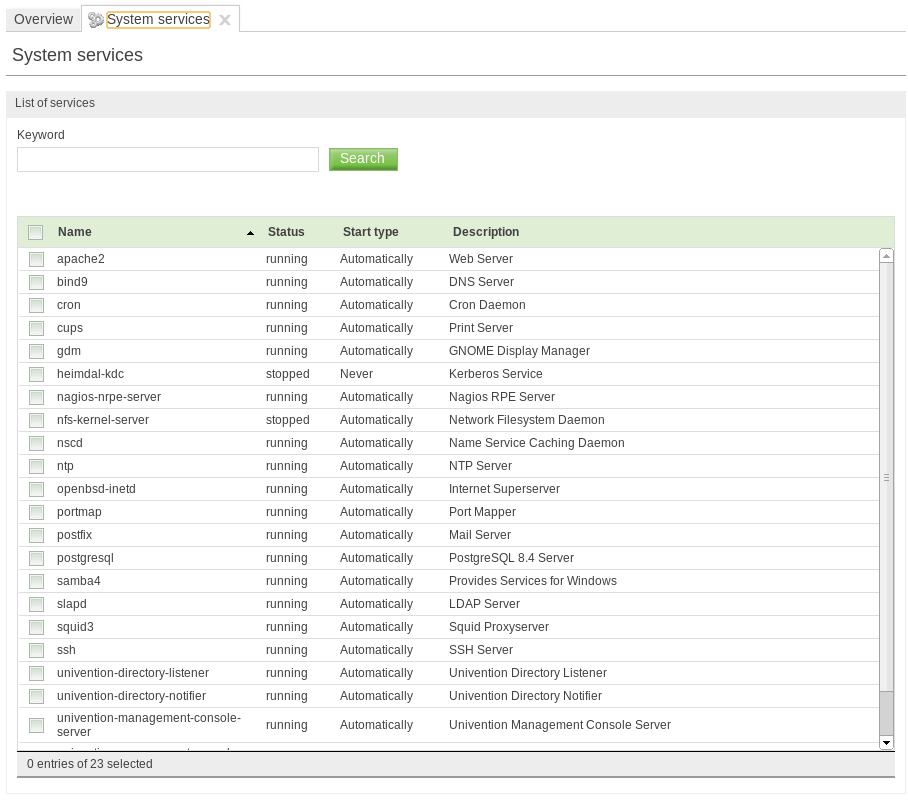 Overview System services
System services
List of services
Keyword
Search
Name Status Start type Description
apache2 running Automatically Web Server
bind9 running Automatically DNS Server
cron running Automatically Cron Daemon
cups running Automatically Print Server
gdm running Automatically GNOME Display Manager
heimdal-kdc stopped Never Kerberos Service
nagios-nrpe-server running Automatically Nagios RPE Server
nfs-kernel-server stopped Automatically Network Filesystem Daemon
nscd running Automatically Name Service Caching Daemon
ntp running Automatically NTP Server
openbsd-inetd running Automatically Internet Superserver
portmap running Automatically Port Mapper
postfix running Automatically Mail Server
postgresql running Automatically PostgreSQL 8.4 Server
samba4 running Automatically Provides Services for Windows
slapd running Automatically LDAP Server
squid3 running Automatically Squid Proxyserver
ssh running Automatically SSH Server
univention-directory-listener running Automatically Univention Directory Listener
univention-directory-notifier running Automatically Univention Directory Notifier
univention-management-console-
server running Automatically Univention Management Console Server
0 entries of 23 selected